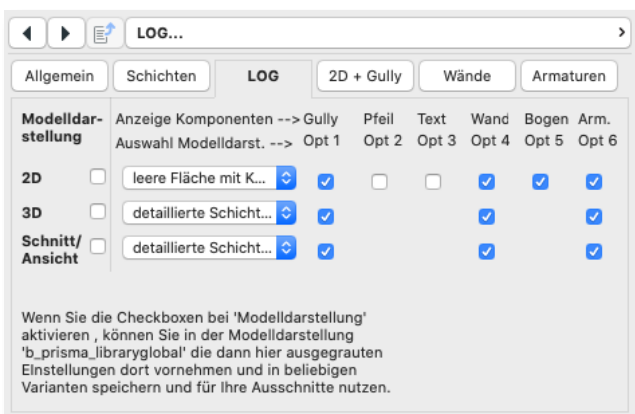 LOG...
Allgemein Schichten LOG 2D + Gully Wände Armaturen
Modelldar- Anzeige Komponenten --> Gully Pfeil Text Wand Bogen Arm.
stellung Auswahl Modelldarst. --> Opt 1 Opt 2 Opt 3 Opt 4 Opt 5 Opt 6
2D leere Fläche mit K...
3D detaillierte Schicht...
Schnitt/ detaillierte Schicht...
Ansicht
Wenn Sie die Checkboxen bei 'Modelldarstellung'
aktivieren , können Sie in der Modelldarstellung
'b_prisma_libraryglobal' die dann hier ausgegrauten
EInstellungen dort vornehmen und in beliebigen
Varianten speichern und für Ihre Ausschnitte nutzen.